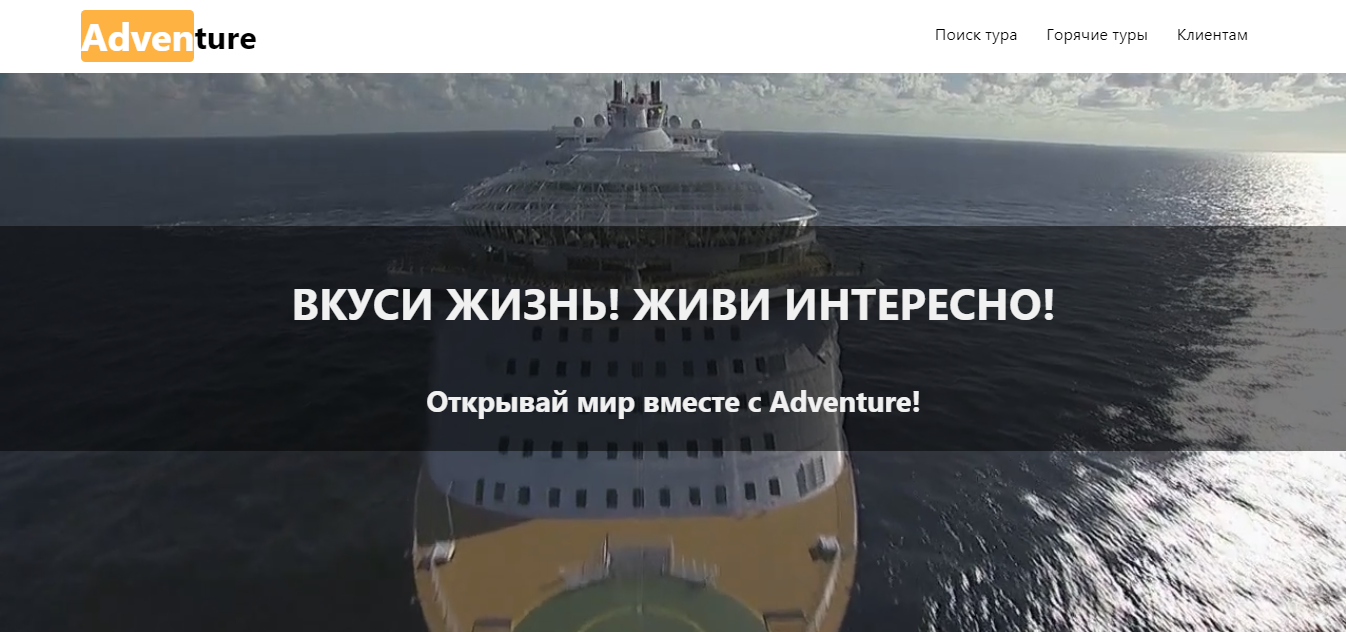 Adventure
Поиск тура Горячие туры Клиентам
ВКУСИ ЖИЗНЬ! ЖИВИ ИНТЕРЕСНО!
Открывай мир вместе с Adventure!